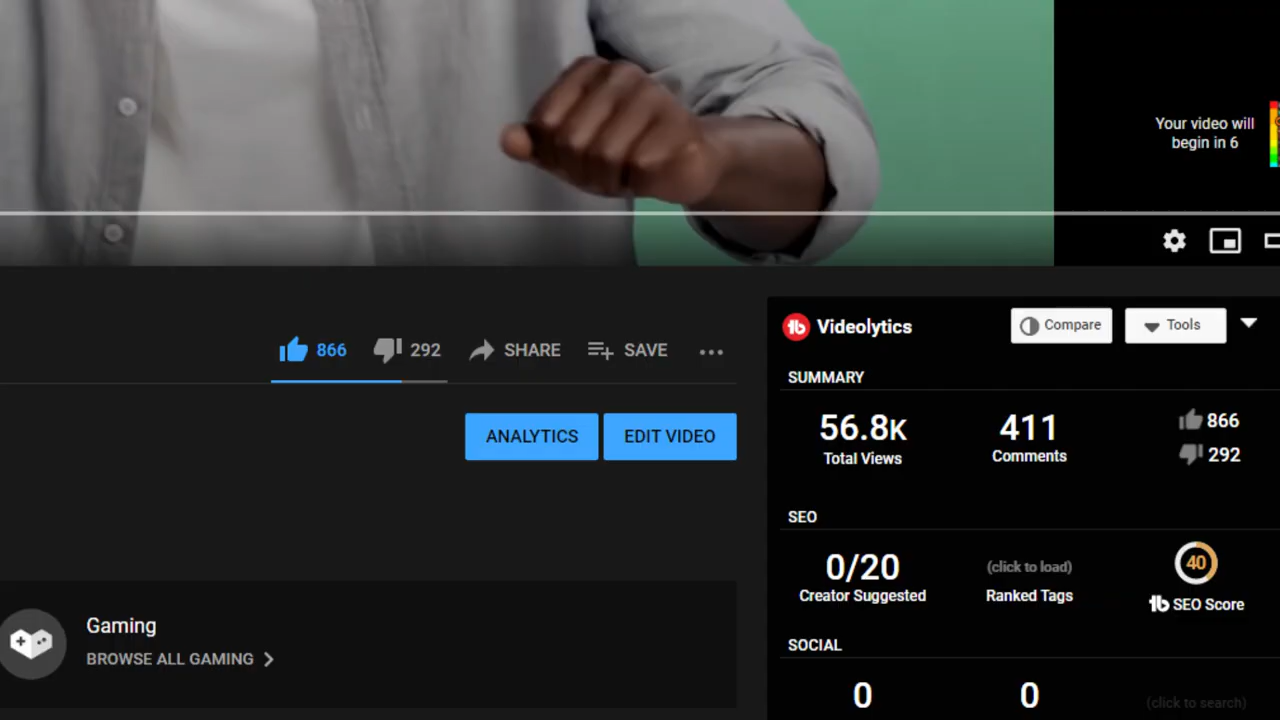 Your video will
begin in 6
866
292
SHARE
SAVE
ANALYTICS
EDIT VIDEO
Gaming
BROWSE ALL GAMING
Videolytics
Compare
Tools
SUMMARY
56.8K
411
866
Total Views
Comments
292
SEO
0/20
(click to load)
40
Creator Suggested
Ranked Tags
SEO Score
SOCIAL
0
0
(click to search)